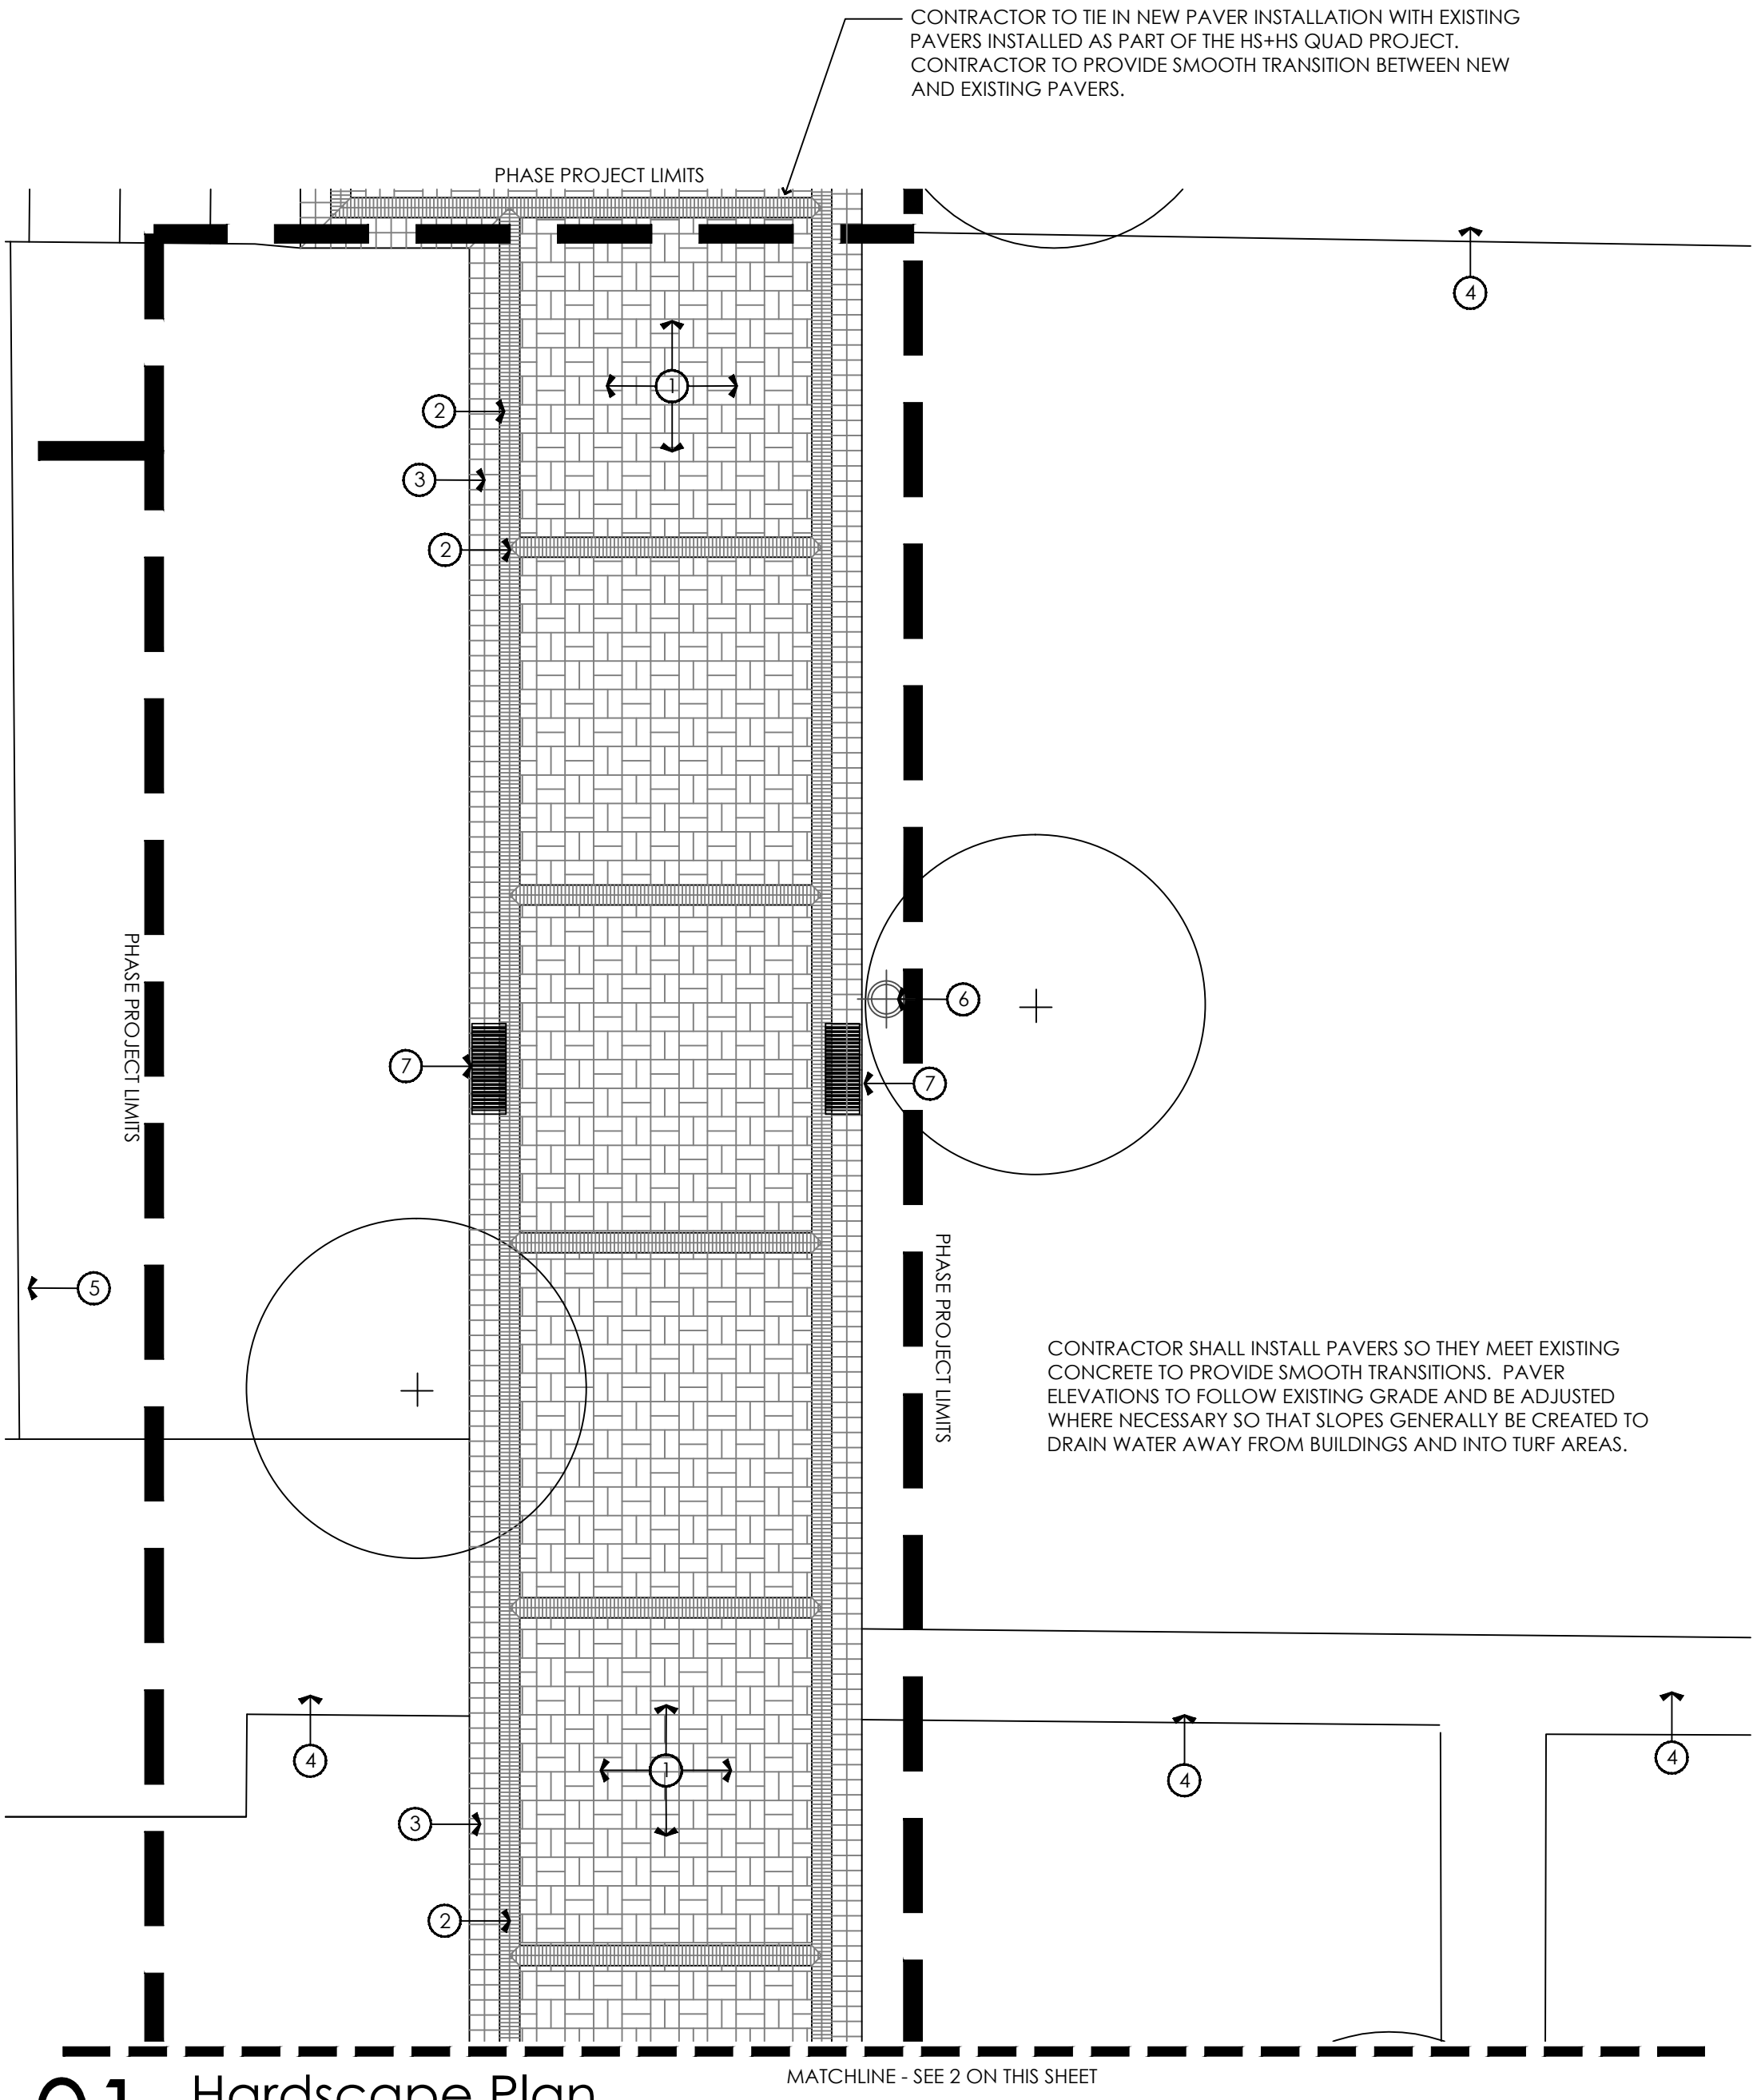 CONTRACTOR TO TIE IN NEW PAVER INSTALLATION WITH EXISTING
PAVERS INSTALLED AS PART OF THE HS+HS QUAD PROJECT.
CONTRACTOR TO PROVIDE SMOOTH TRANSITION BETWEEN NEW
AND EXISTING PAVERS.
PHASE PROJECT LIMITS
4
1
2
3
2
PHASE PROJECT LIMITS
6
7
7
PHASE PROJECT LIMITS
5
CONTRACTOR SHALL INSTALL PAVERS SO THEY MEET EXISTING
CONCRETE TO PROVIDE SMOOTH TRANSITIONS. PAVER
ELEVATIONS TO FOLLOW EXISTING GRADE AND BE ADJUSTED
WHERE NECESSARY SO THAT SLOPES GENERALLY BE CREATED TO
DRAIN WATER AWAY FROM BUILDINGS AND INTO TURF AREAS.
4
1
4
4
3
2
MATCHLINE - SEE 2 ON THIS SHEET
01 Hardscape Plan